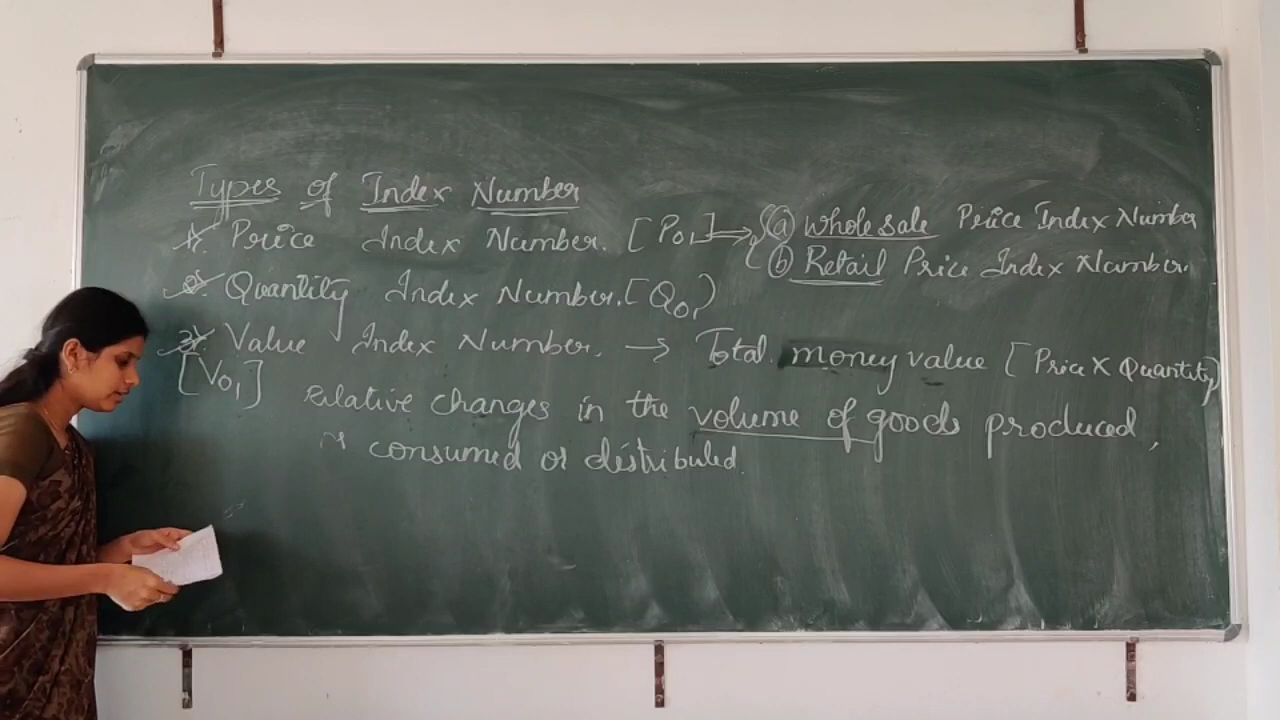 Types of Index Number
1. Price Index Number. [P01] → (a) Wholesale Price Index Number
(b) Retail Price Index Number.
2. Quantity Index Number. [Q01)
3. Value Index Number. → Total money value [Price X Quantity)
[V01]
Relative changes in the volume of goods produced,
consumed or distributed.